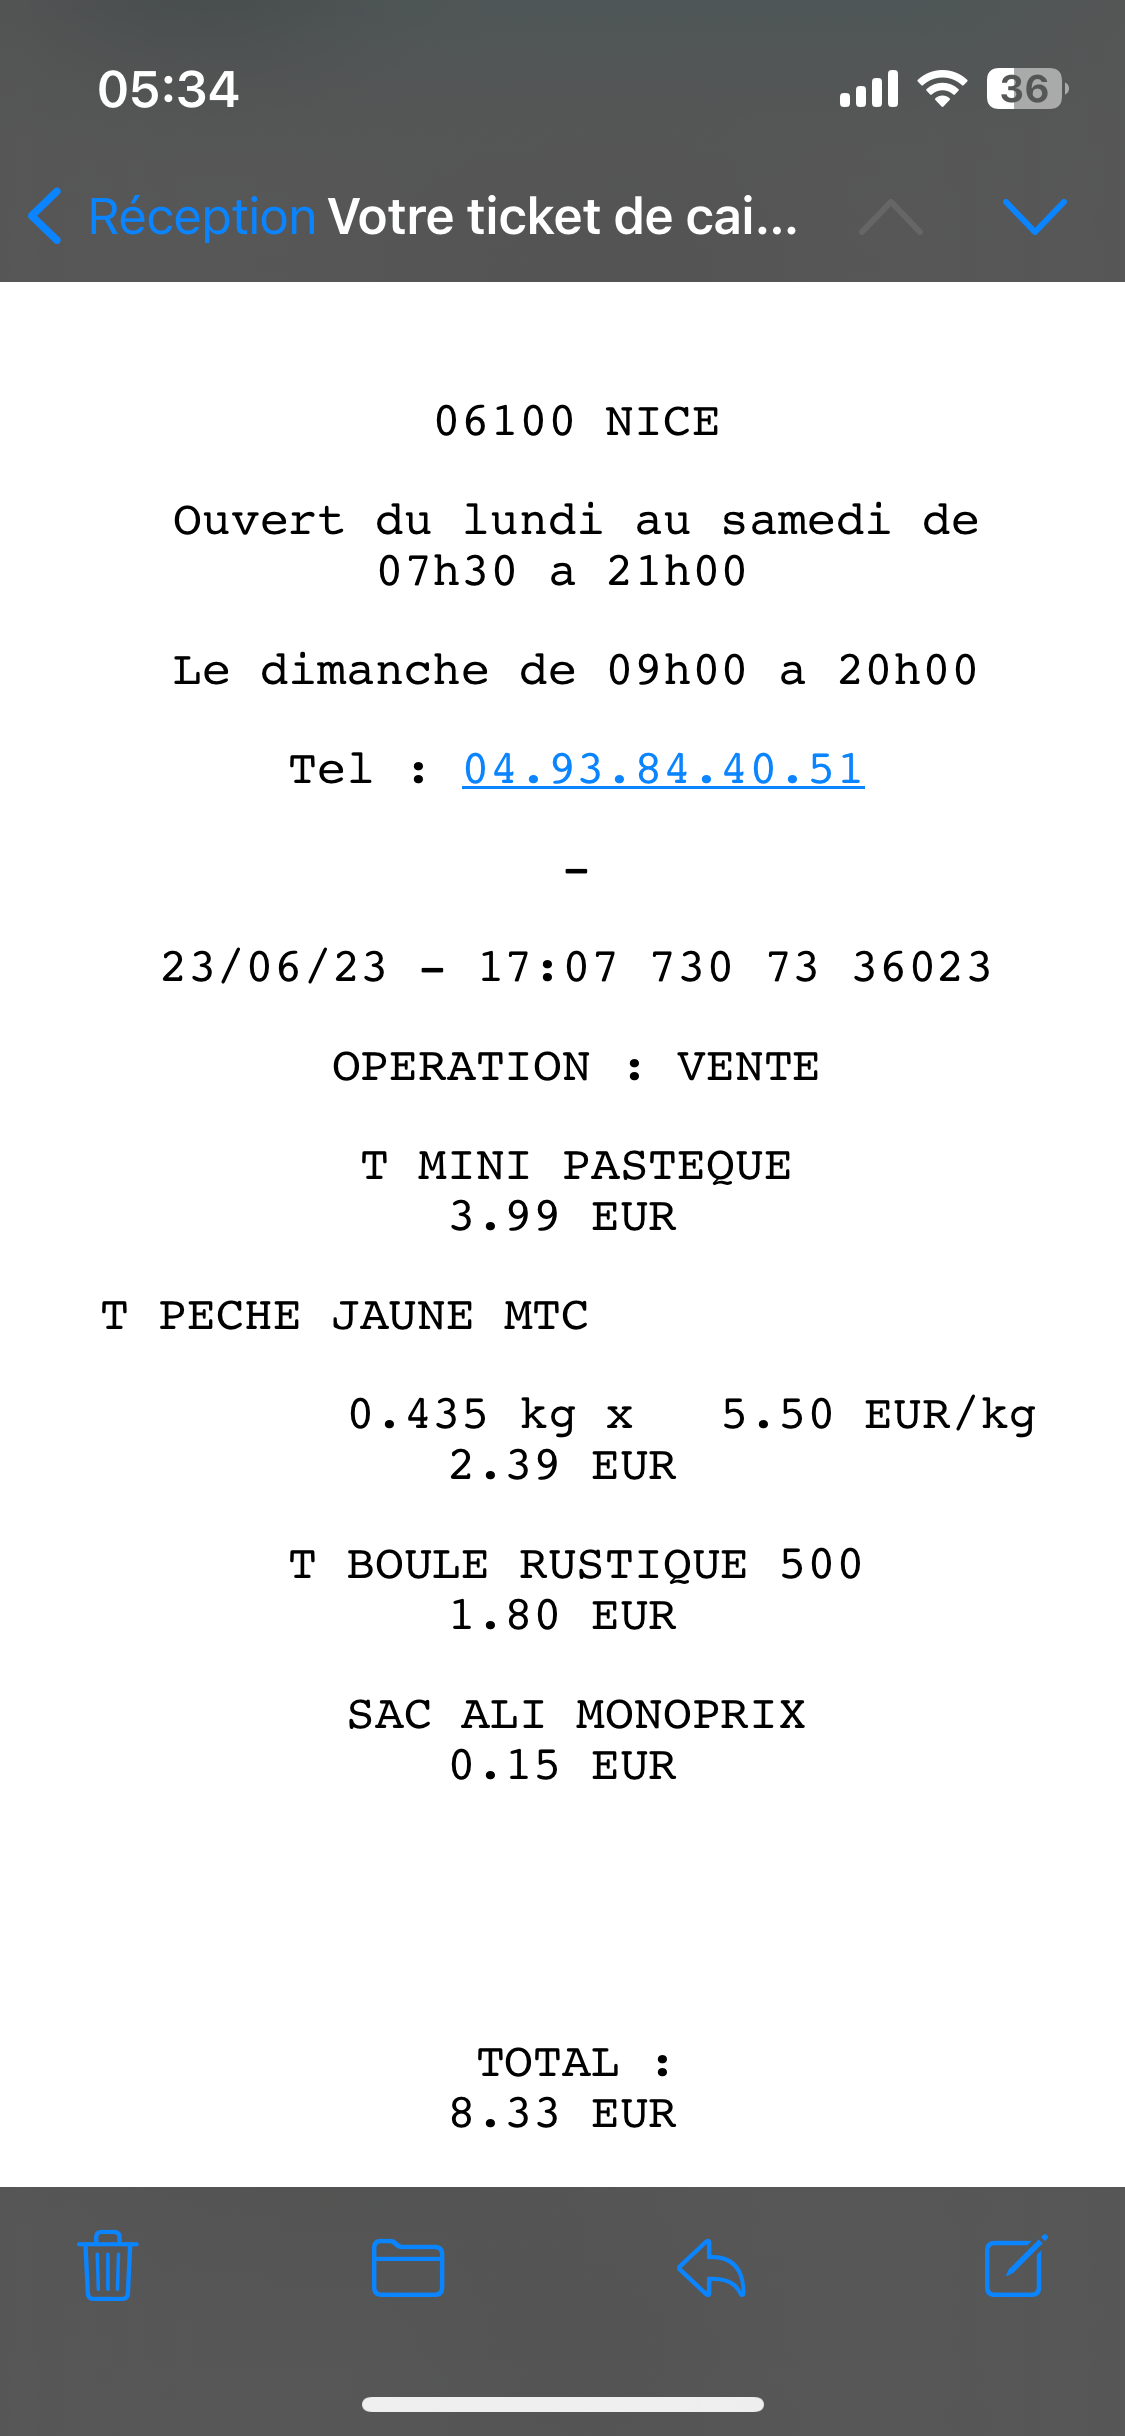 05:34
36
Réception Votre ticket de cai...
06100 NICE
Ouvert du lundi au samedi de
07h30 a 21h00
Le dimanche de 09h00 a 20h00
Tel : 04.93.84.40.51
-
23/06/23 - 17:07 730 73 36023
OPERATION : VENTE
T MINI PASTEQUE
3.99 EUR
T PECHE JAUNE MTC
0.435 kg x 5.50 EUR/kg
2.39 EUR
T BOULE RUSTIQUE 500
1.80 EUR
SAC ALI MONOPRIX
0.15 EUR
TOTAL :
8.33 EUR